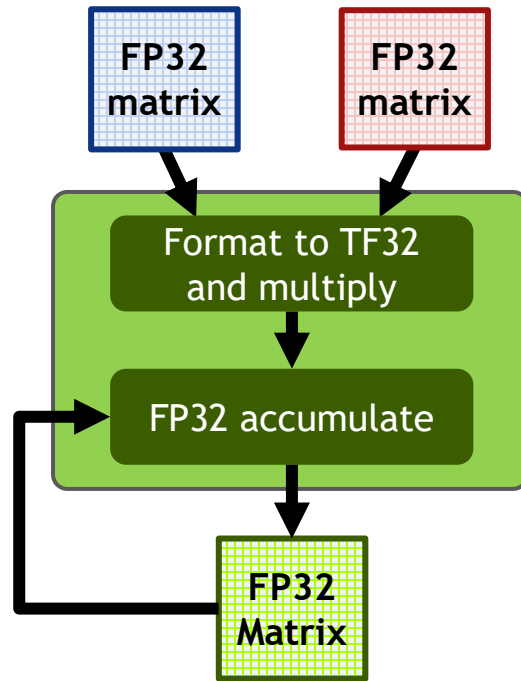 FP32
matrix
FP32
matrix
Format to TF32
and multiply
FP32 accumulate
FP32
Matrix